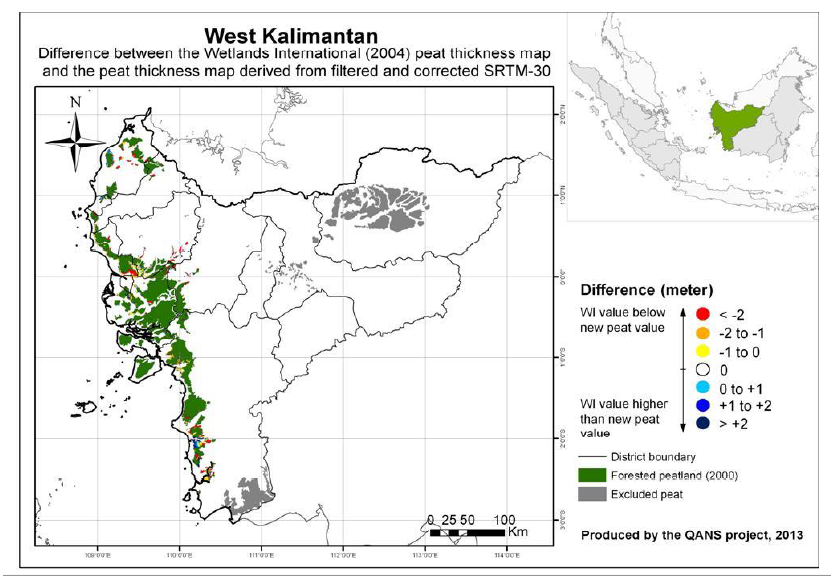 West Kalimantan
Difference between the Wetlands International (2004) peat thickness map
and the peat thickness map derived from filtered and corrected SRTM-30
N
2°0'0"N
1°0'0"N
0°0'0"
1°0'0"S
2°0'0"S
3°0'0"S
109°0'0"E
110°0'0"E
111°0'0"E
112°0'0"E
113°0'0"E
114°0'0"E
0 25 50 100
Km
Difference (meter)
WI value below
new peat value
WI value higher
than new peat
value
< -2
-2 to -1
-1 to 0
0
0 to +1
+1 to +2
> +2
District boundary
Forested peatland (2000)
Excluded peat
Produced by the QANS project, 2013